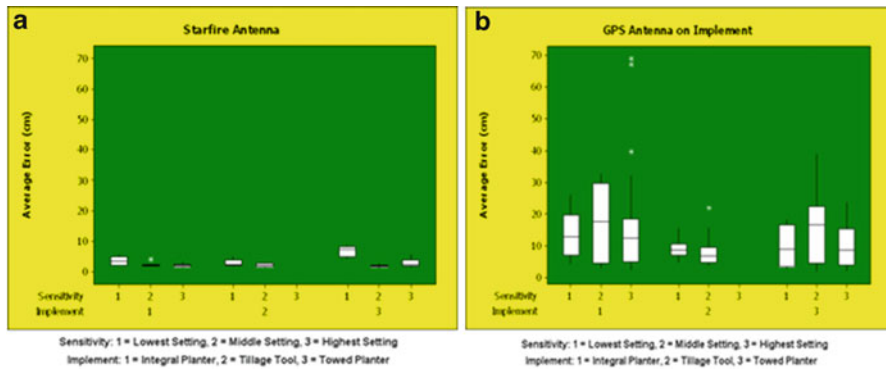 a
Starfire Antenna
Average Error (cm)
70
60
50
40
30
20
10
0
Sensitivity 1 2 3 1 2 3 1 2 3
Implement 1 2 3
Sensitivity: 1 = Lowest Setting, 2 = Middle Setting, 3 = Highest Setting
Implement: 1 = Integral Planter, 2 = Tillage Tool, 3 = Towed Planter
b
GPS Antenna on Implement
Average Error (cm)
70
60
50
40
30
20
10
0
Sensitivity 1 2 3 1 2 3 1 2 3
Implement 1 2 3
Sensitivity: 1 = Lowest Setting, 2 = Middle Setting, 3 = Highest Setting
Implement: 1 = Integral Planter, 2 = Tillage Tool, 3 = Towed Planter